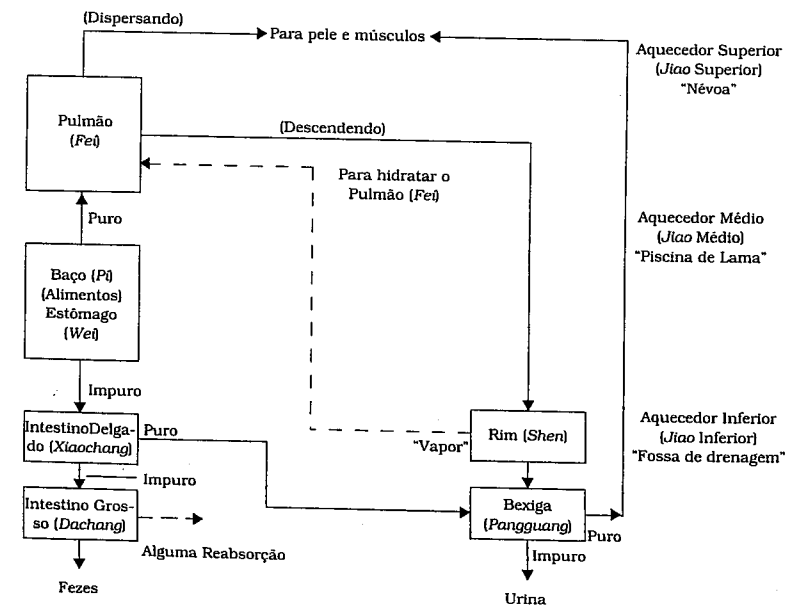 (Dispersando)
Para pele e músculos
Aquecedor Superior
(Jiao Superior)
“Névoa”
Pulmão
(Fei)
(Descendendo)
Para hidratar o
Pulmão (Fei)
Puro
Aquecedor Médio
(Jiao Médio)
“Piscina de Lama”
Baço (Pi)
(Alimentos)
Estômago
(Wei)
Impuro
IntestinoDelga-
do (Xiaochang)
Puro
“Vapor”
Rim (Shen)
Aquecedor Inferior
(Jiao Inferior)
“Fossa de drenagem”
Impuro
Intestino Gros-
so (Dachang)
Alguma Reabsorção
Bexiga
(Pangguang)
Puro
Impuro
Fezes
Urina